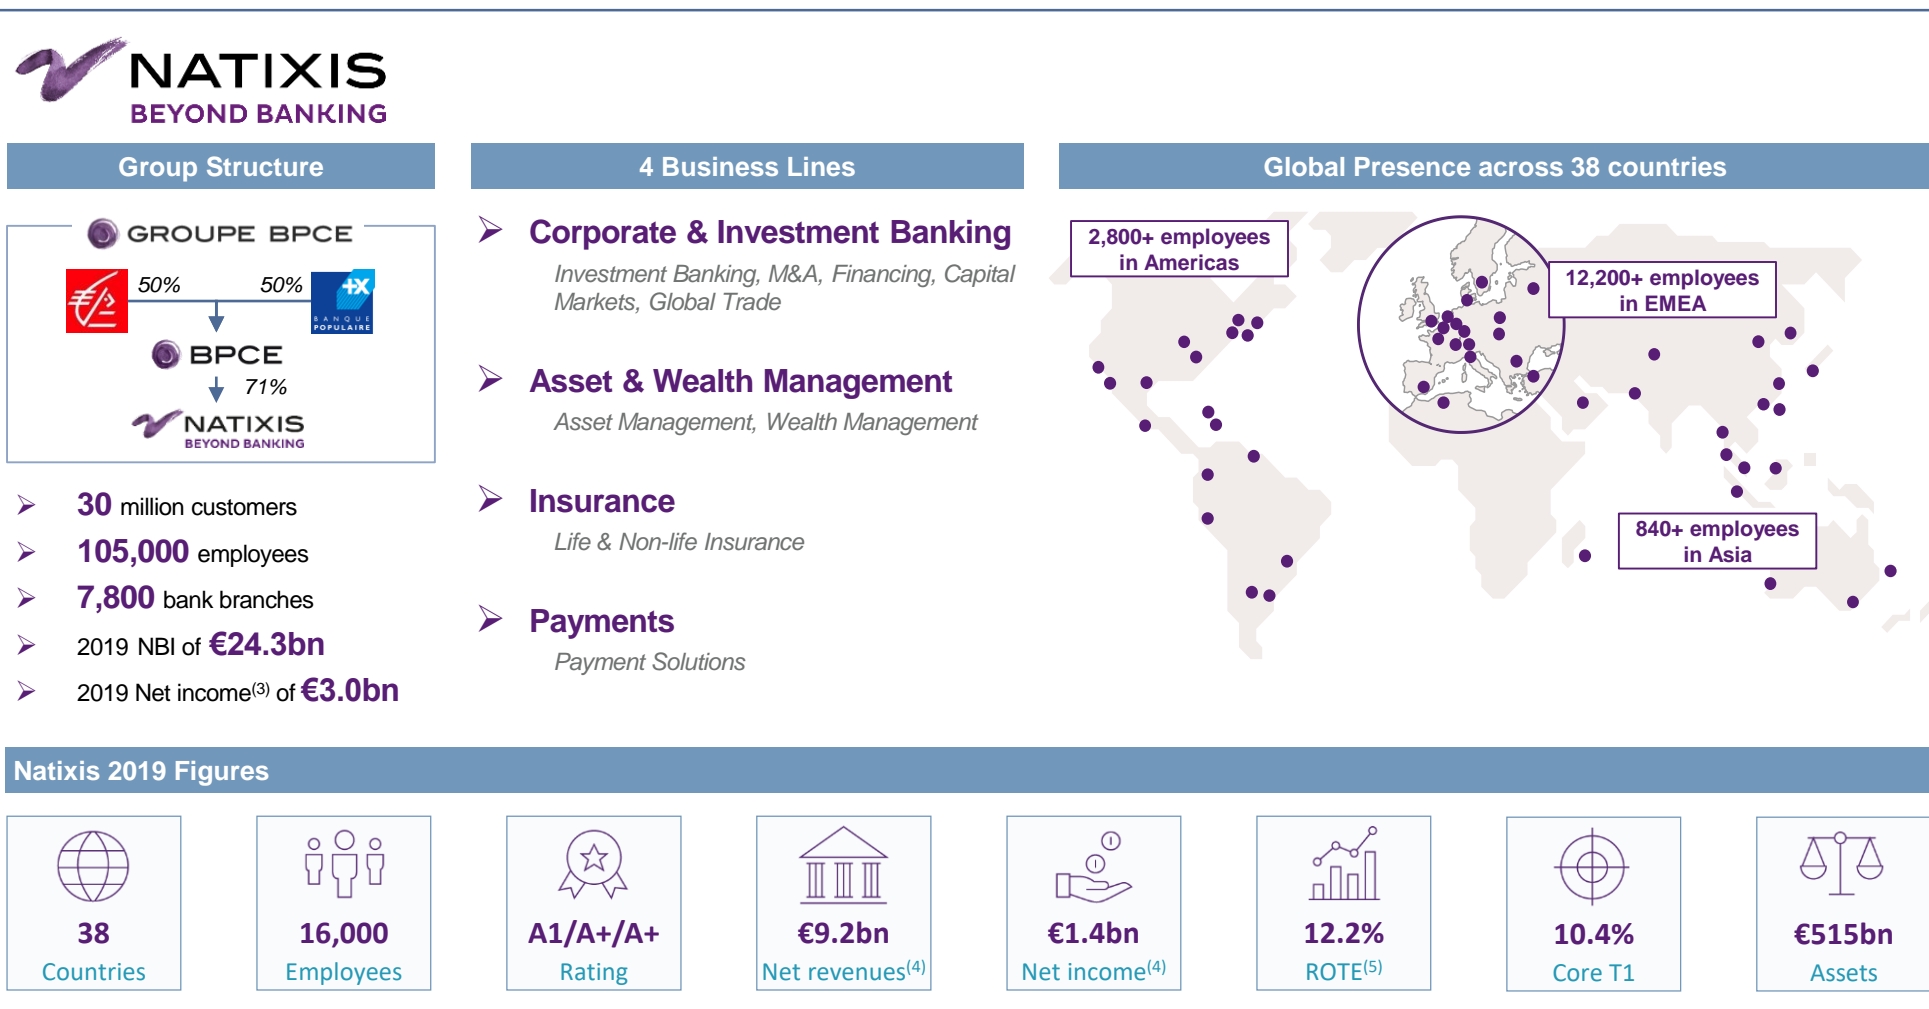 NATIXIS
BEYOND BANKING
Group Structure
GROUPE BPCE
50%
50%
BANQUE
POPULAIRE
BPCE
71%
NATIXIS
BEYOND BANKING
30 million customers
105,000 employees
7,800 bank branches
2019 NBI of €24.3bn
2019 Net income(3) of €3.0bn
4 Business Lines
Corporate & Investment Banking
Investment Banking, M&A, Financing, Capital
Markets, Global Trade
Asset & Wealth Management
Asset Management, Wealth Management
Insurance
Life & Non-life Insurance
Payments
Payment Solutions
Global Presence across 38 countries
2,800+ employees
in Americas
12,200+ employees
in EMEA
840+ employees
in Asia
Natixis 2019 Figures
38
Countries
16,000
Employees
A1/A+/A+
Rating
€9.2bn
Net revenues(4)
€1.4bn
Net income(4)
12.2%
ROTE(5)
10.4%
Core T1
€515bn
Assets